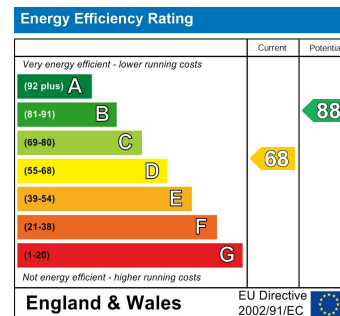 Energy Efficiency Rating
Current Potentia
Very energy efficient - lower running costs
(92 plus) A
(81-91) B
88
(69-80) C
(55-68) D
68
(39-54) E
(21-38) F
(1-20) G
Not energy efficient - higher running costs
England & Wales
EU Directive
2002/91/EC